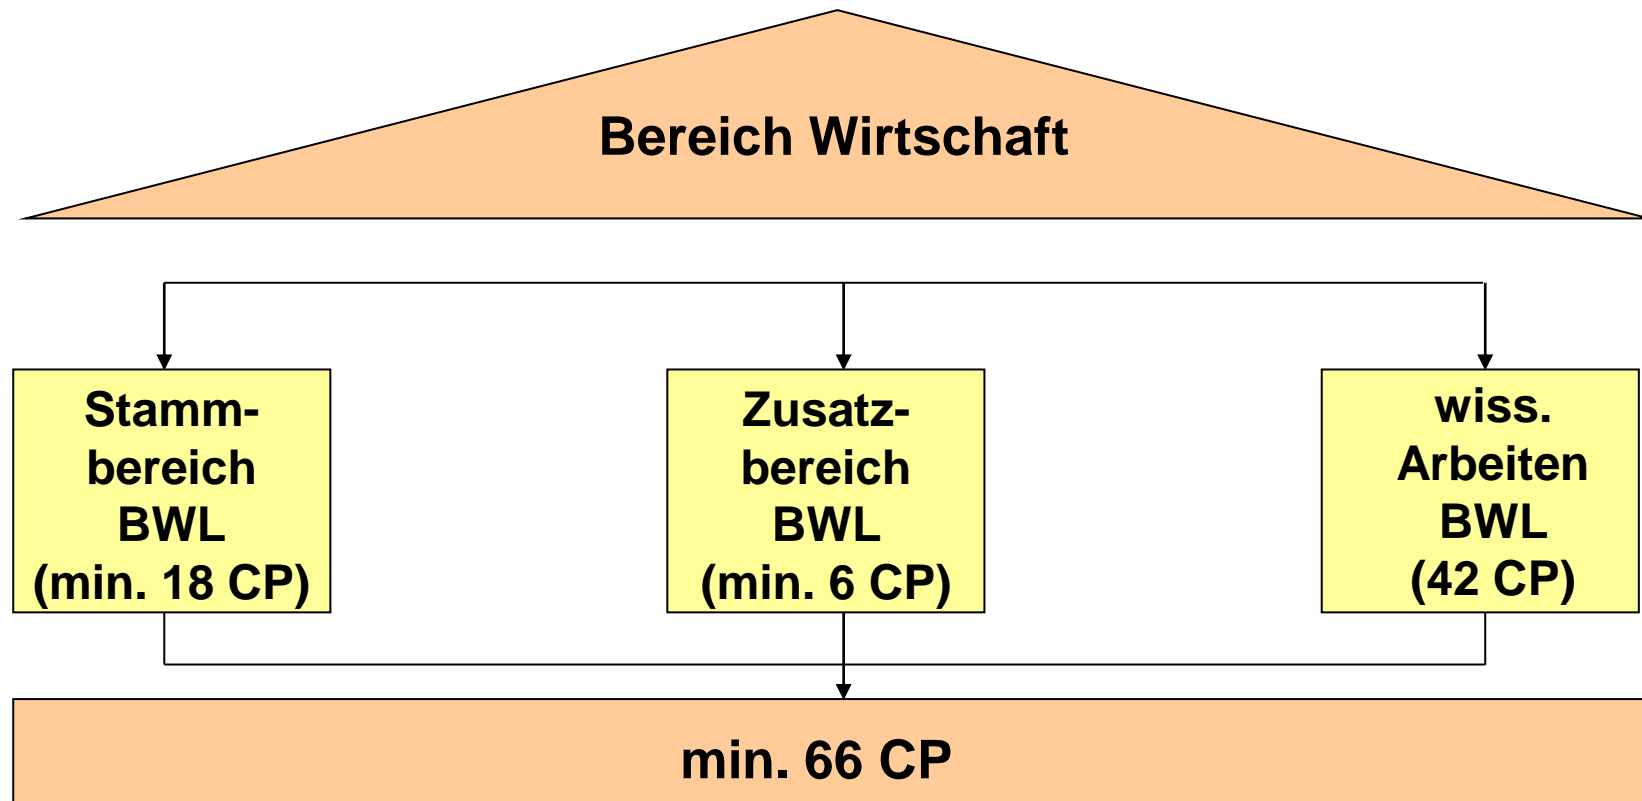 Bereich Wirtschaft
Stamm-
bereich
BWL
(min. 18 CP)
Zusatz-
bereich
BWL
(min. 6 CP)
wiss.
Arbeiten
BWL
(42 CP)
min. 66 CP